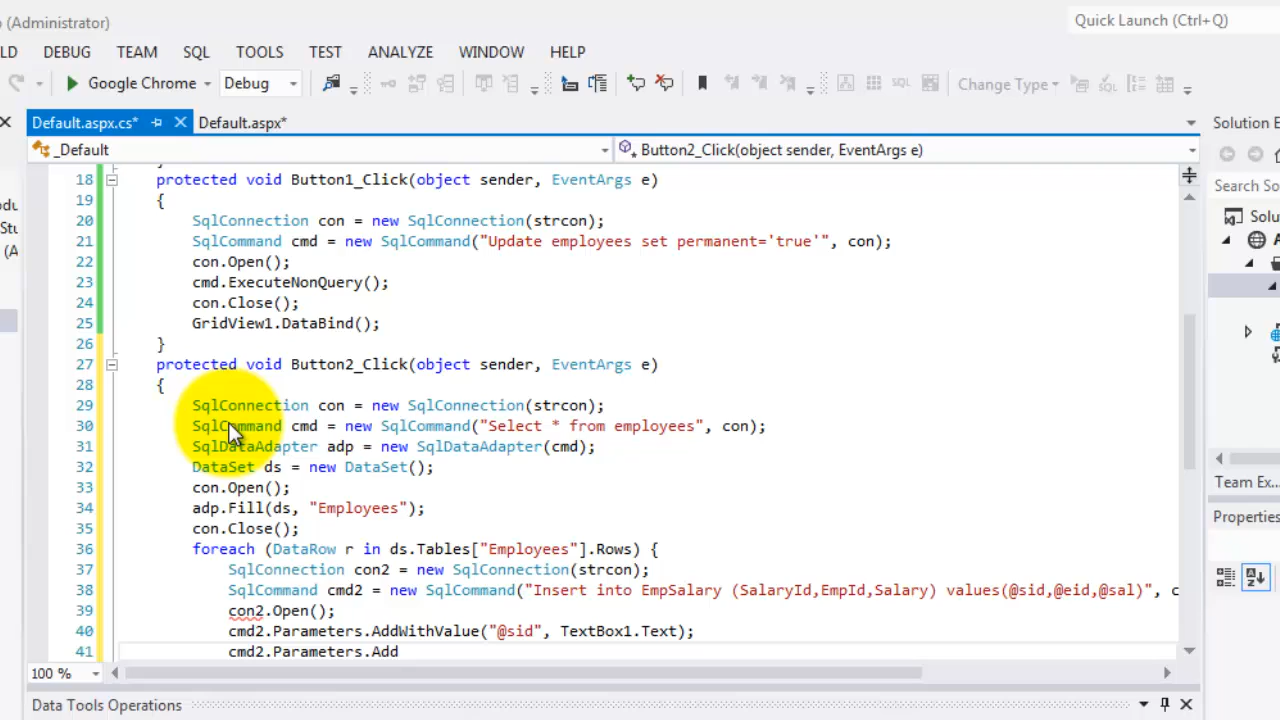 (Administrator)
Quick Launch (Ctrl+Q)
LD DEBUG TEAM SQL TOOLS TEST ANALYZE WINDOW HELP
Google Chrome Debug Change Type
Default.aspx.cs* Default.aspx* Solution E
_Default Button2_Click(object sender, EventArgs e)
18 protected void Button1_Click(object sender, EventArgs e)
19 {
20 SqlConnection con = new SqlConnection(strcon);
21 SqlCommand cmd = new SqlCommand("Update employees set permanent='true'", con);
22 con.Open();
23 cmd.ExecuteNonQuery();
24 con.Close();
25 GridView1.DataBind();
26 }
27 protected void Button2_Click(object sender, EventArgs e)
28 {
29 SqlConnection con = new SqlConnection(strcon);
30 SqlCommand cmd = new SqlCommand("Select * from employees", con);
31 SqlDataAdapter adp = new SqlDataAdapter(cmd);
32 DataSet ds = new DataSet();
33 con.Open();
34 adp.Fill(ds, "Employees");
35 con.Close();
36 foreach (DataRow r in ds.Tables["Employees"].Rows) {
37 SqlConnection con2 = new SqlConnection(strcon);
38 SqlCommand cmd2 = new SqlCommand("Insert into EmpSalary (SalaryId,EmpId,Salary) values(@sid,@eid,@sal)", c
39 con2.Open();
40 cmd2.Parameters.AddWithValue("@sid", TextBox1.Text);
41 cmd2.Parameters.Add
100 %
Data Tools Operations
Search So
Solu
Team Ex...
Properties